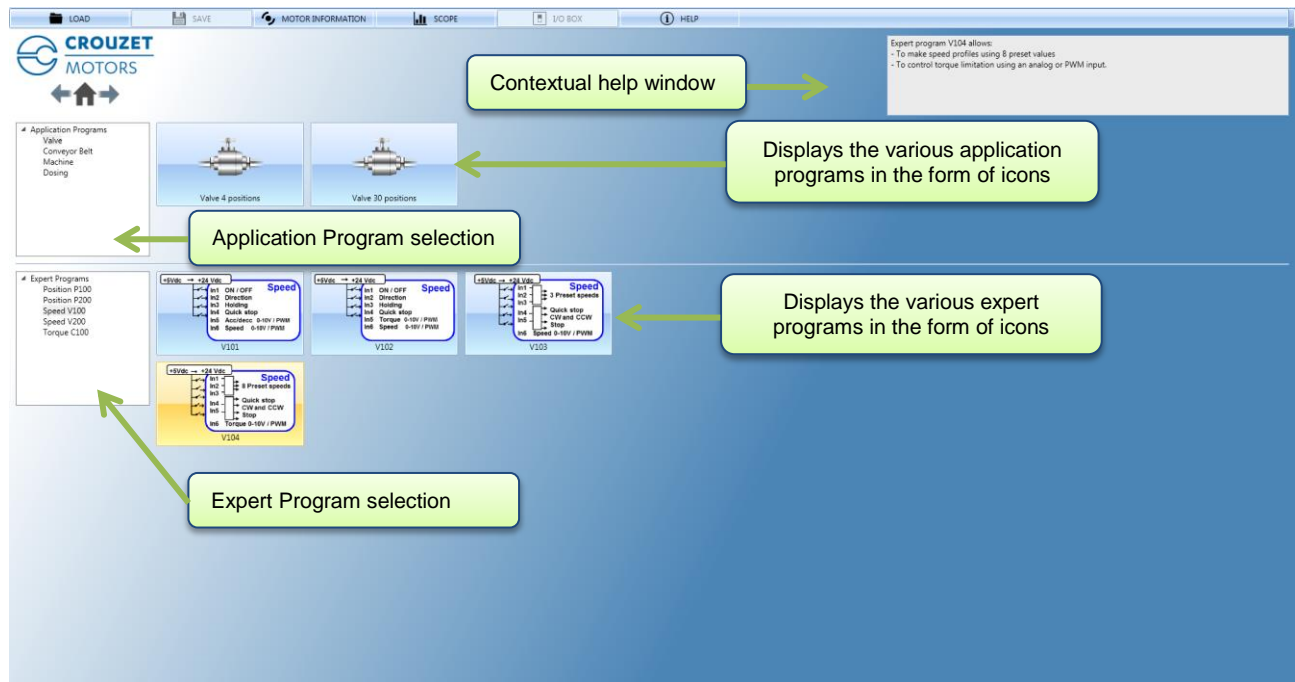 LOAD
SAVE
MOTOR INFORMATION
SCOPE
I/O BOX
HELP
CROUZET
MOTORS
Expert program V104 allows:
- To make speed profiles using 8 preset values
- To control torque limitation using an analog or PWM input.
Contextual help window
Application Programs
Valve
Conveyor Belt
Machine
Dosing
Valve 4 positions
Valve 30 positions
Displays the various application
programs in the form of icons
Application Program selection
Expert Programs
Position P100
Position P200
Speed V100
Speed V200
Torque C100
+5Vdc → +24 Vdc
Speed
In1 ON / OFF
In2 Direction
In3 Holding
In4 Quick stop
In5 Acc/decc 0-10V / PWM
In6 Speed 0-10V / PWM
V101
+5Vdc → +24 Vdc
Speed
In1 ON / OFF
In2 Direction
In3 Holding
In4 Quick stop
In5 Torque 0-10V / PWM
In6 Speed 0-10V / PWM
V102
+5Vdc → +24 Vdc
Speed
In1
In2 3 Preset speeds
In3
In4 Quick stop
In5 CW and CCW
Stop
In6 Speed 0-10V / PWM
V103
Displays the various expert
programs in the form of icons
+5Vdc → +24 Vdc
Speed
In1
In2 8 Preset speeds
In3
In4 Quick stop
In5 CW and CCW
Stop
In6 Torque 0-10V / PWM
V104
Expert Program selection